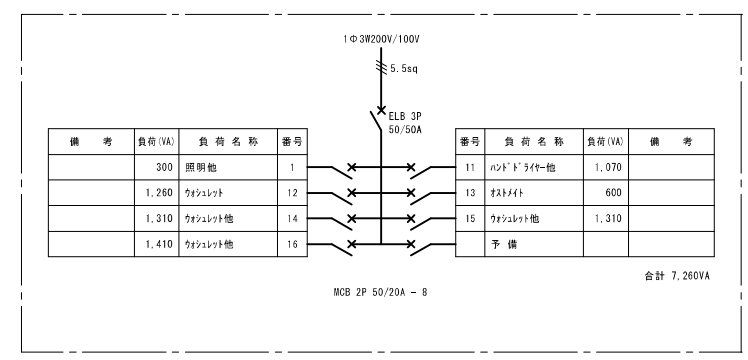 1Φ3W200V/100V
5.5sq
ELB 3P
50/50A
備 考 負荷(VA) 負 荷 名 称 番号
300 照明他 1
1,260 ウォシュレット 12
1,310 ウォシュレット他 14
1,410 ウォシュレット他 16
番号 負 荷 名 称 負荷(VA) 備 考
11 ハンドドライヤー他 1,070
13 オストメイト 600
15 ウォシュレット他 1,310
予 備
合計 7,260VA
MCB 2P 50/20A - 8